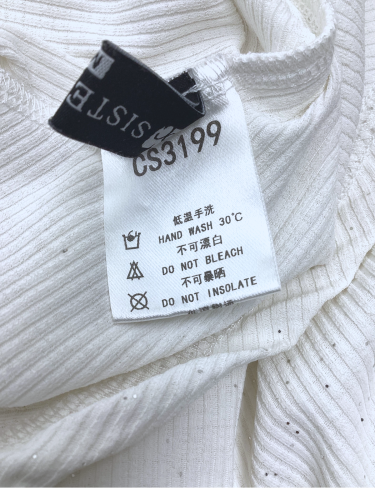 SISTE
CS3199
低温手洗
HAND WASH 30℃
不可漂白
DO NOT BLEACH
不可暴晒
DO NOT INSOLATE